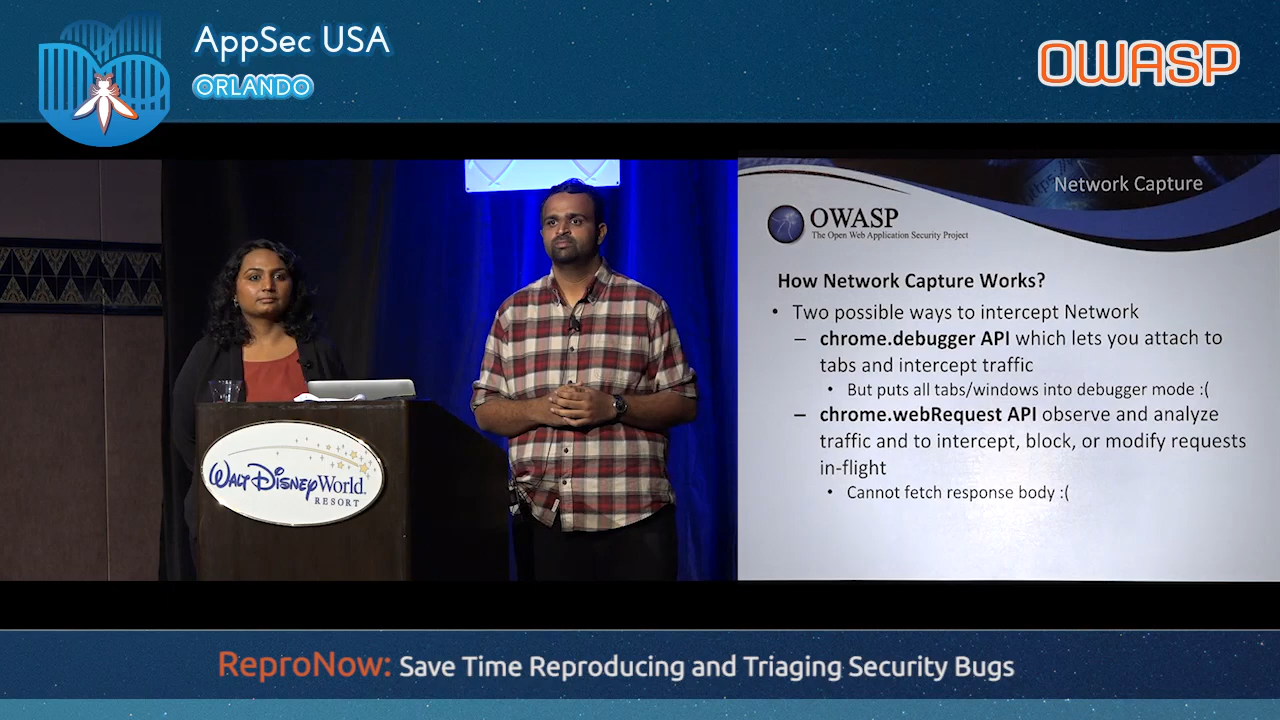 AppSec USA
ORLANDO
OWASP
Network Capture
OWASP
The Open Web Application Security Project
How Network Capture Works?
• Two possible ways to intercept Network
– chrome.debugger API which lets you attach to
tabs and intercept traffic
• But puts all tabs/windows into debugger mode :(
– chrome.webRequest API observe and analyze
traffic and to intercept, block, or modify requests
in-flight
• Cannot fetch response body :(
WALT DISNEY World.
RESORT
ReproNow: Save Time Reproducing and Triaging Security Bugs